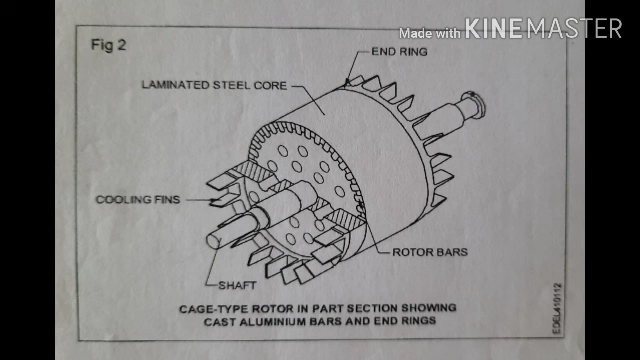 Made with KINEMASTER
Fig 2
END RING
LAMINATED STEEL CORE
COOLING FINS
ROTOR BARS
SHAFT
CAGE-TYPE ROTOR IN PART SECTION SHOWING
CAST ALUMINIUM BARS AND END RINGS
EDEL410112